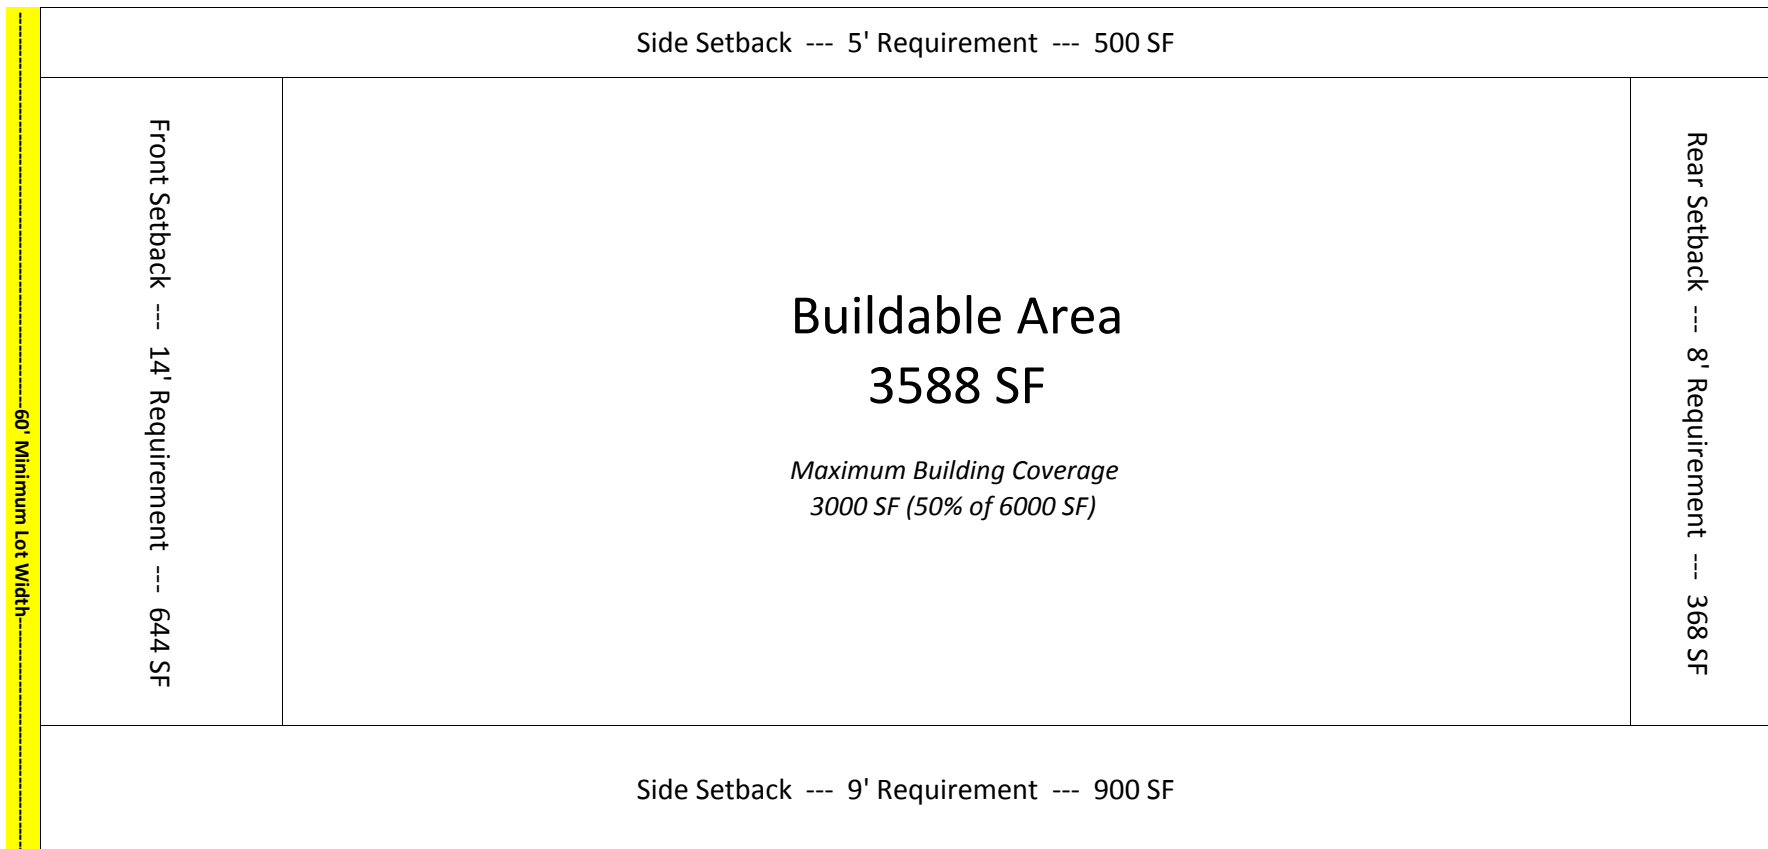 Side Setback --- 5' Requirement --- 500 SF
------------------------------60' Minimum Lot Width------------------------------
Front Setback --- 14' Requirement --- 644 SF
Buildable Area
3588 SF
Maximum Building Coverage
3000 SF (50% of 6000 SF)
Rear Setback --- 8' Requirement --- 368 SF
Side Setback --- 9' Requirement --- 900 SF